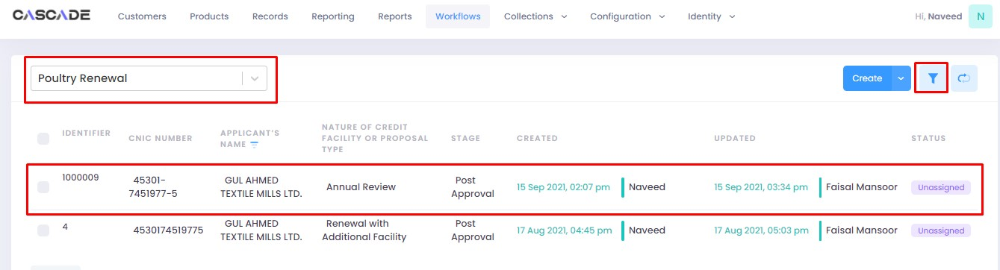 CASCADE Customers Products Records Reporting Reports Workflows Collections Configuration Identity Hi, Naveed N
Poultry Renewal Create
IDENTIFIER CNIC NUMBER APPLICANT'S NAME NATURE OF CREDIT FACILITY OR PROPOSAL TYPE STAGE CREATED UPDATED STATUS
1000009 45301-7451977-5 GUL AHMED TEXTILE MILLS LTD. Annual Review Post Approval 15 Sep 2021, 02:07 pm Naveed 15 Sep 2021, 03:34 pm Faisal Mansoor Unassigned
4 4530174519775 GUL AHMED TEXTILE MILLS LTD. Renewal with Additional Facility Post Approval 17 Aug 2021, 04:45 pm Naveed 17 Aug 2021, 05:03 pm Faisal Mansoor Unassigned